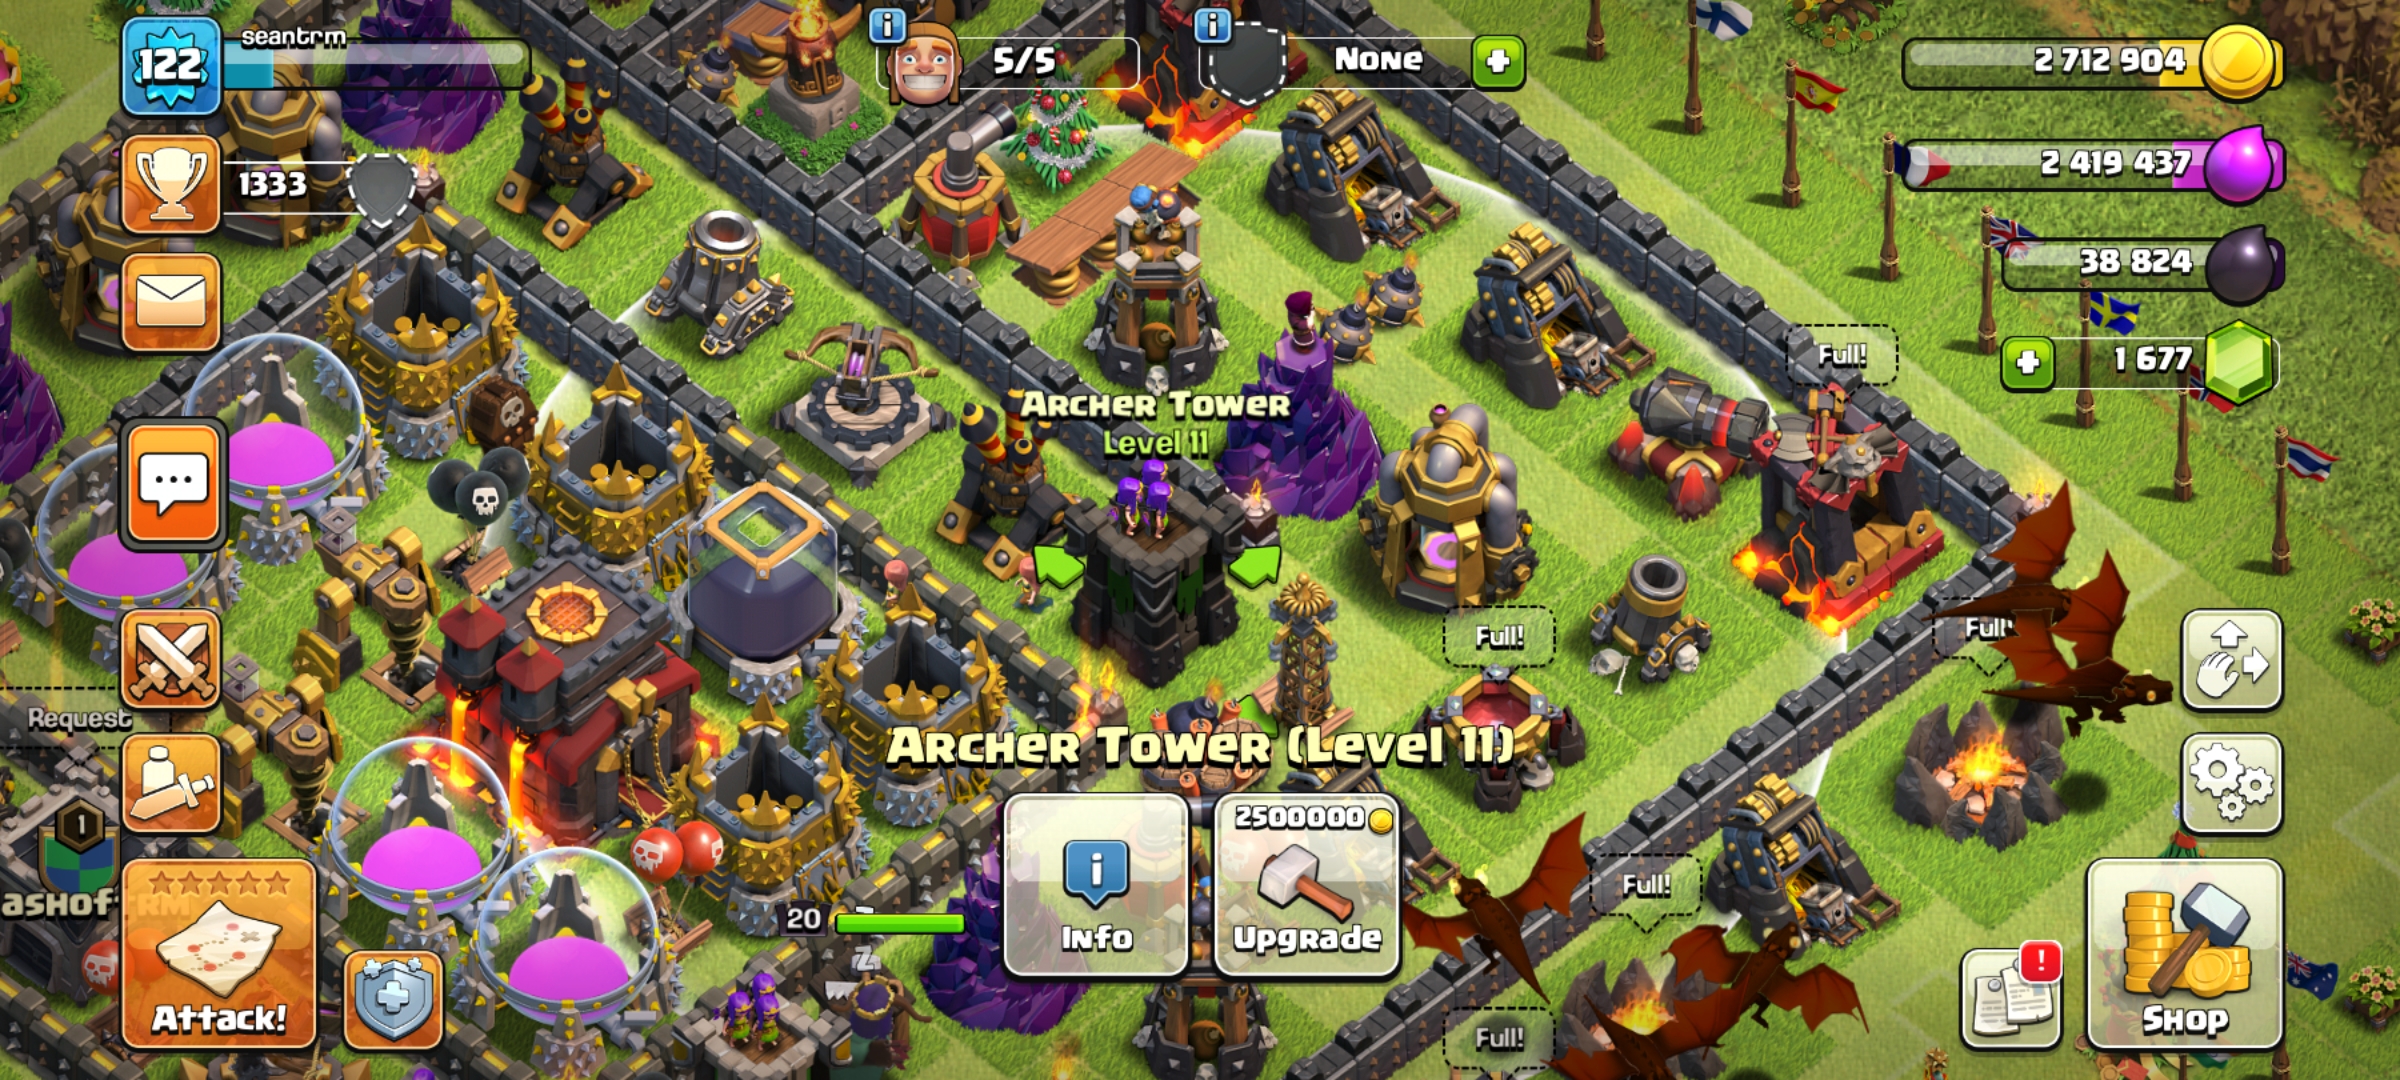 seantrm
122
5/5
None
2 712 904
1333
2 419 437
38 824
1 677
Full!
Archer Tower
Level 11
Full!
Full!
Request
Archer Tower (Level 11)
1
2500000
Info
Upgrade
Full!
20
RM
Attack!
Shop
Full!